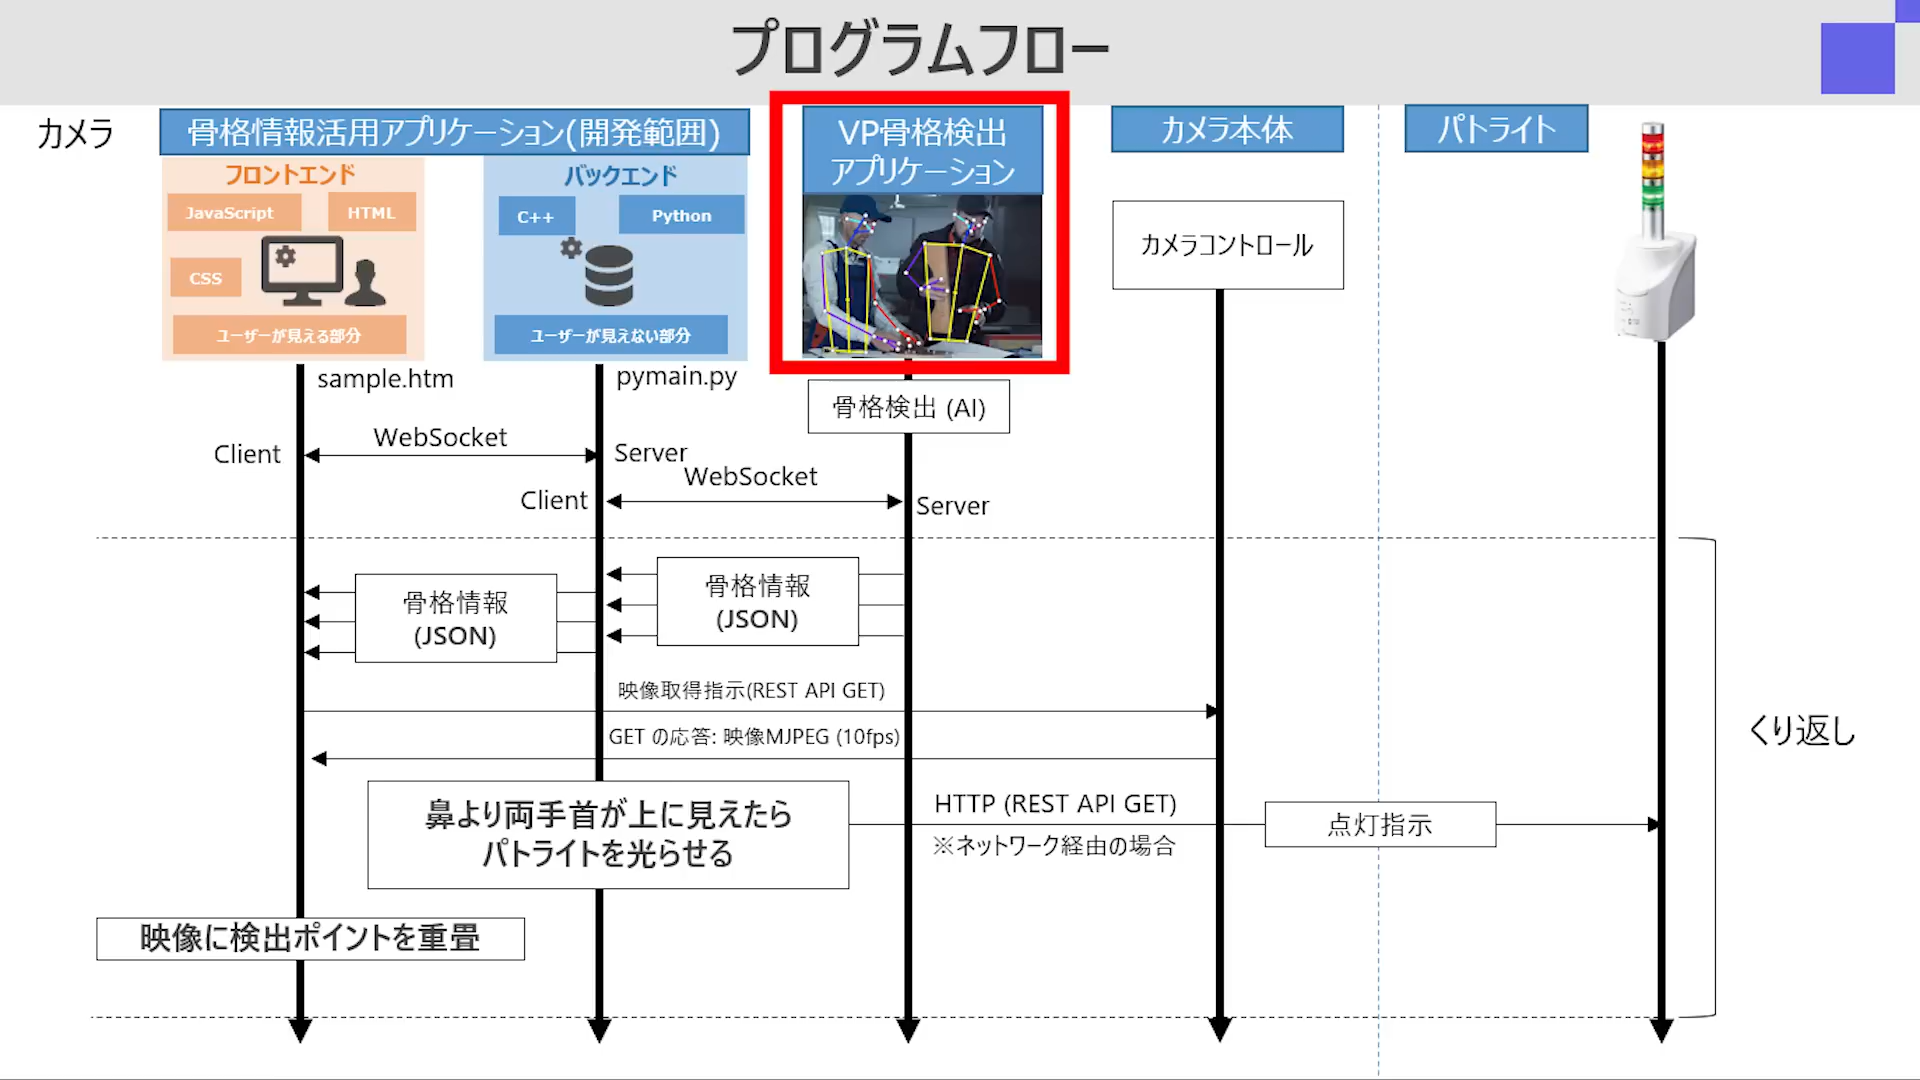 プログラムフロー
カメラ
骨格情報活用アプリケーション(開発範囲)
フロントエンド
JavaScript
HTML
CSS
ユーザーが見える部分
バックエンド
C++
Python
ユーザーが見えない部分
VP骨格検出
アプリケーション
カメラ本体
カメラコントロール
パトライト
sample.htm
pymain.py
骨格検出 (AI)
Client
WebSocket
Server
Client
WebSocket
Server
骨格情報
(JSON)
骨格情報
(JSON)
映像取得指示(REST API GET)
GET の応答: 映像MJPEG (10fps)
鼻より両手首が上に見えたら
パトライトを光らせる
HTTP (REST API GET)
※ネットワーク経由の場合
点灯指示
映像に検出ポイントを重畳
くり返し